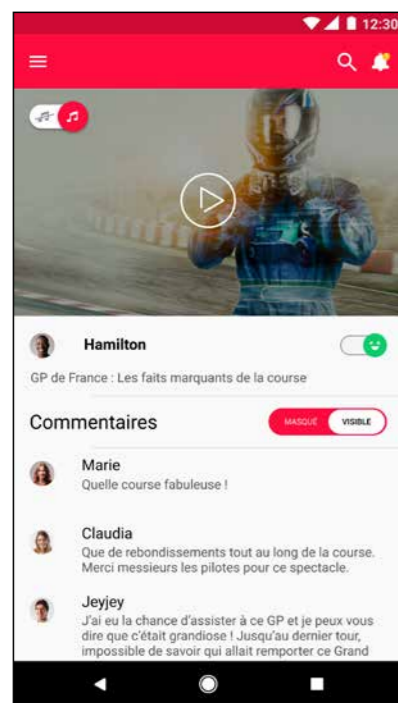 12:30
Hamilton
GP de France : Les faits marquants de la course
Commentaires
MASQUÉ VISIBLE
Marie
Quelle course fabuleuse !
Claudia
Que de rebondissements tout au long de la course.
Merci messieurs les pilotes pour ce spectacle.
Jeyjey
J'ai eu la chance d'assister à ce GP et je peux vous
dire que c'était grandiose ! Jusqu'au dernier tour,
impossible de savoir qui allait remporter ce Grand